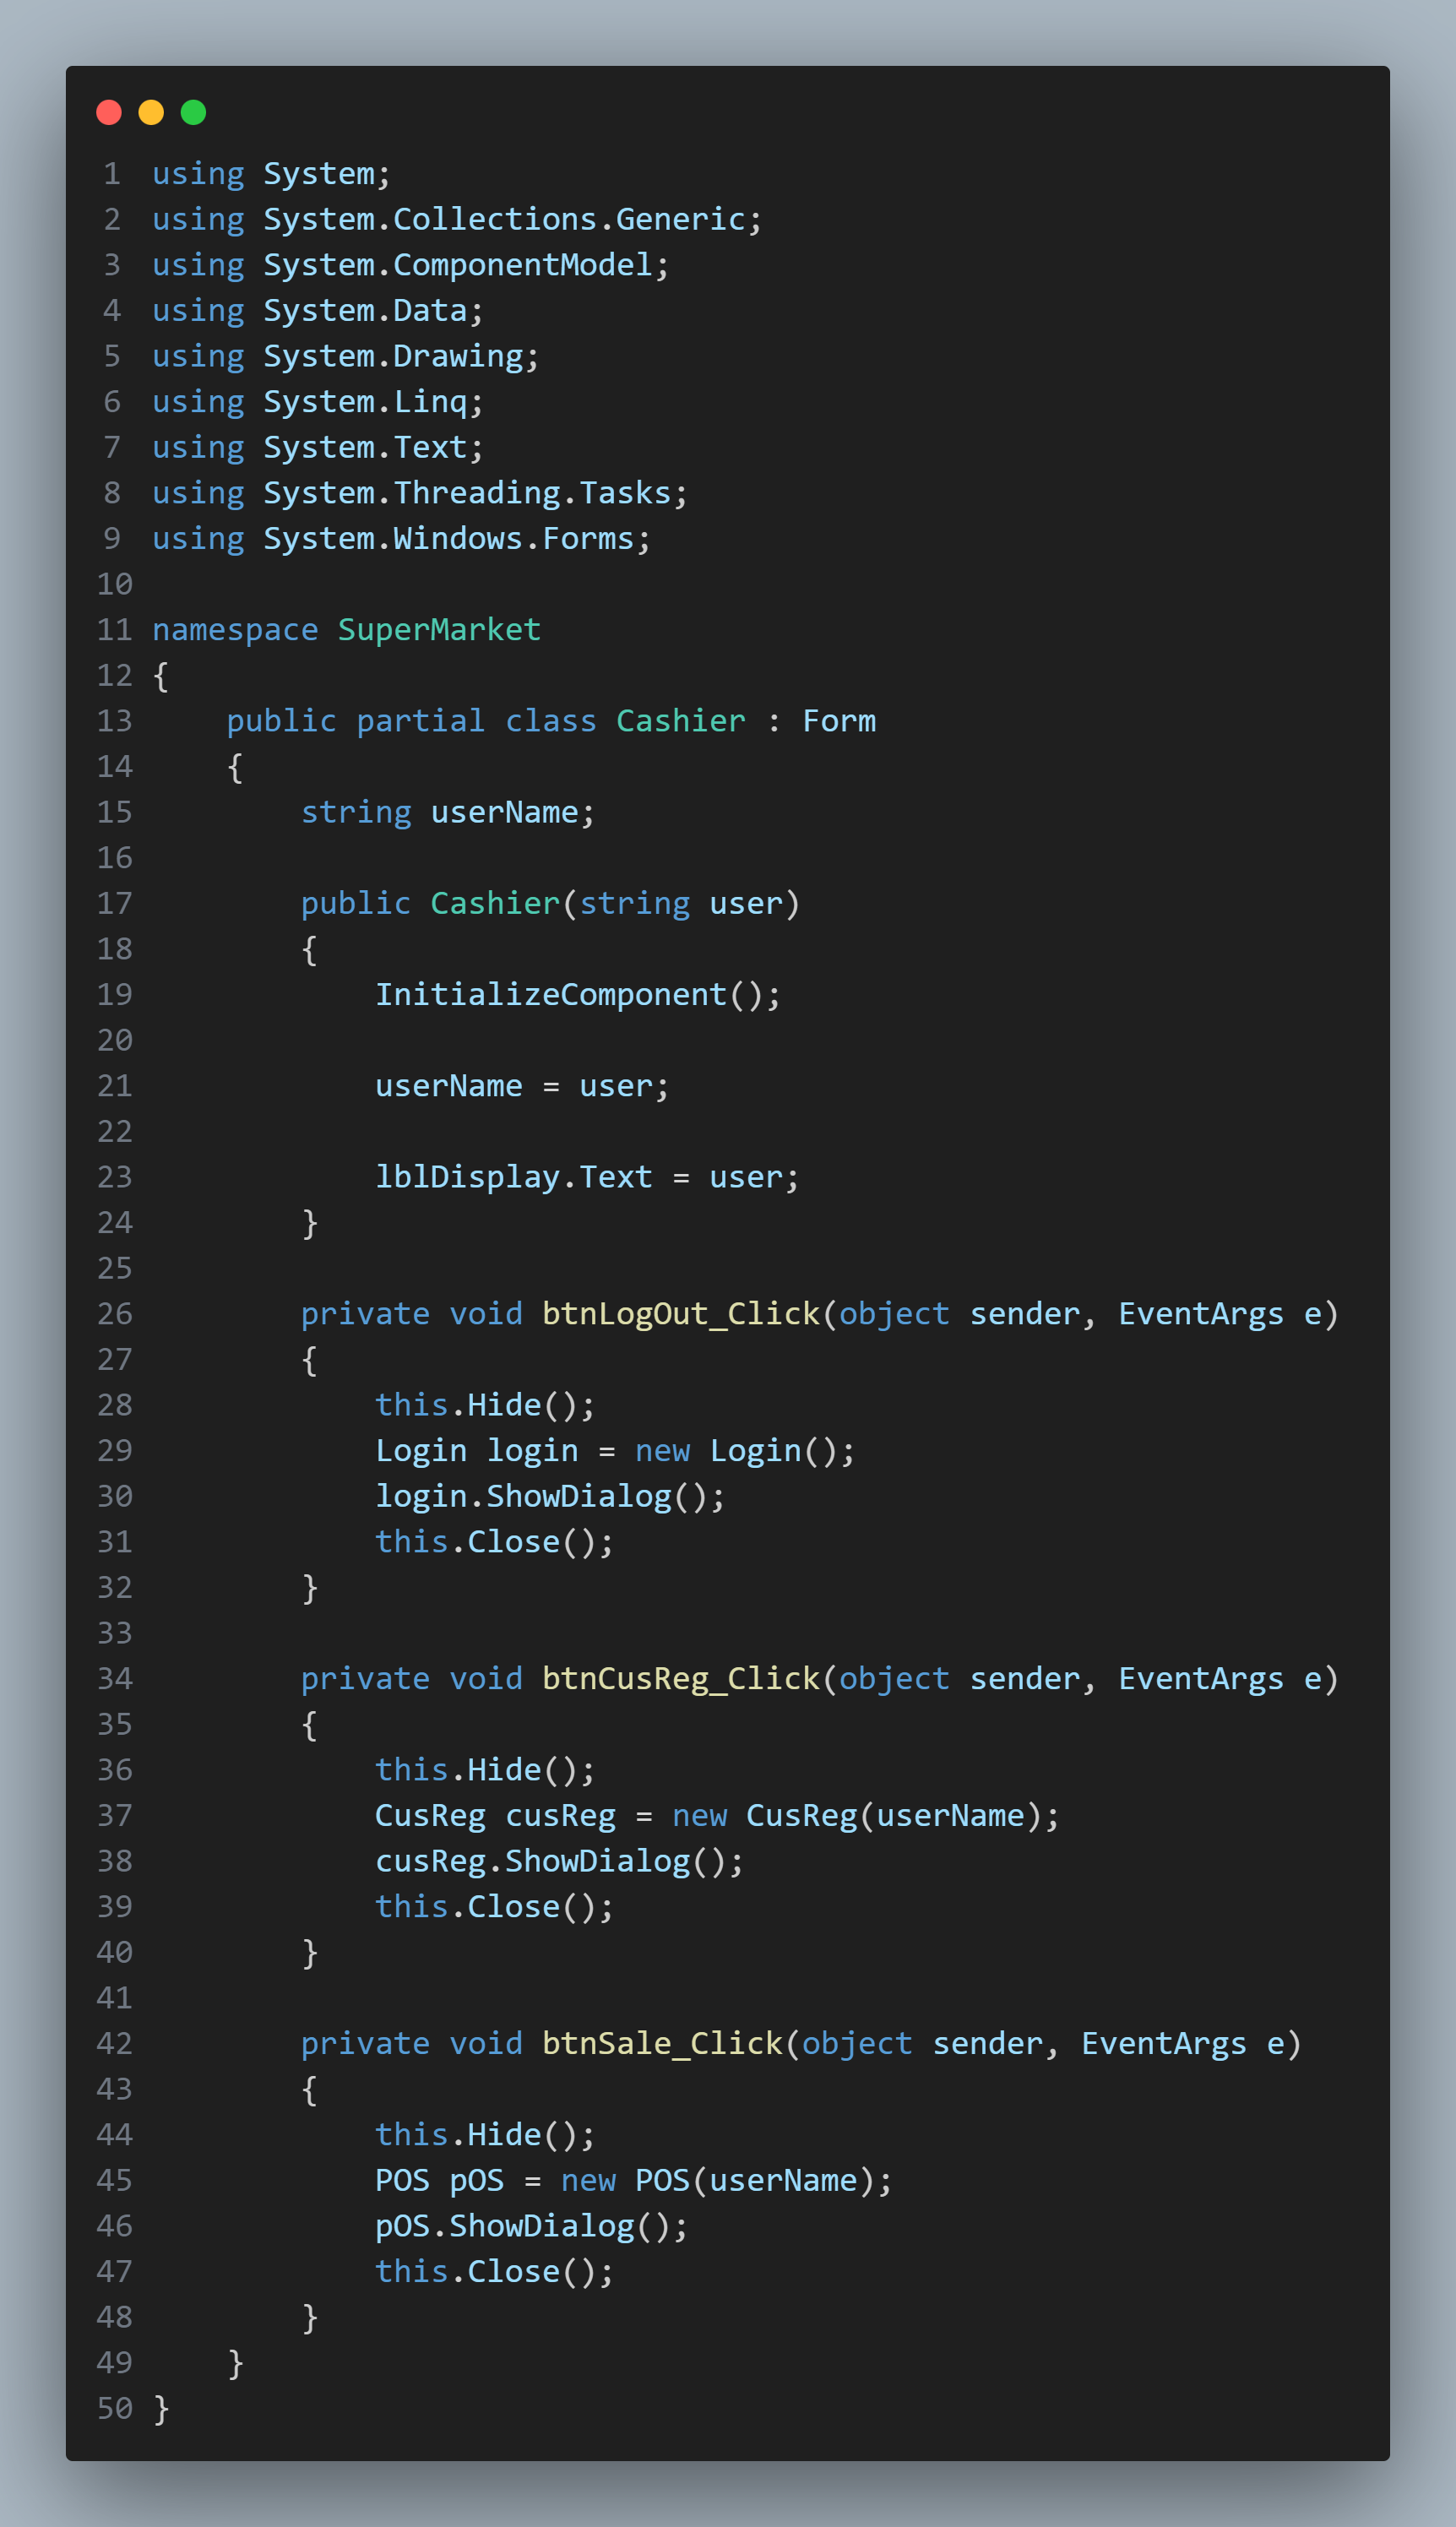 1 using System;
2 using System.Collections.Generic;
3 using System.ComponentModel;
4 using System.Data;
5 using System.Drawing;
6 using System.Linq;
7 using System.Text;
8 using System.Threading.Tasks;
9 using System.Windows.Forms;
10
11 namespace SuperMarket
12 {
13     public partial class Cashier : Form
14     {
15         string userName;
16
17         public Cashier(string user)
18         {
19             InitializeComponent();
20
21             userName = user;
22
23             lblDisplay.Text = user;
24         }
25
26         private void btnLogOut_Click(object sender, EventArgs e)
27         {
28             this.Hide();
29             Login login = new Login();
30             login.ShowDialog();
31             this.Close();
32         }
33
34         private void btnCusReg_Click(object sender, EventArgs e)
35         {
36             this.Hide();
37             CusReg cusReg = new CusReg(userName);
38             cusReg.ShowDialog();
39             this.Close();
40         }
41
42         private void btnSale_Click(object sender, EventArgs e)
43         {
44             this.Hide();
45             POS pOS = new POS(userName);
46             pOS.ShowDialog();
47             this.Close();
48         }
49     }
50 }